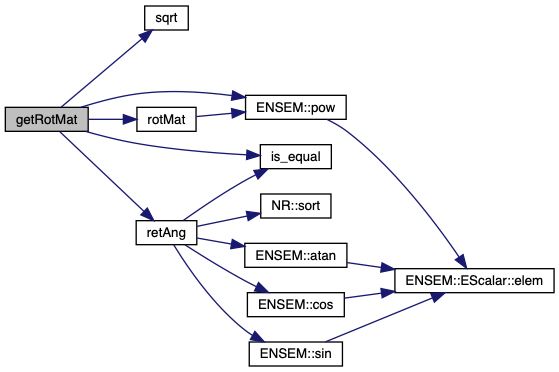 sqrt
ENSEM::pow
getRotMat
rotMat
is_equal
NR::sort
retAng
ENSEM::atan
ENSEM::EScalar::elem
ENSEM::cos
ENSEM::sin